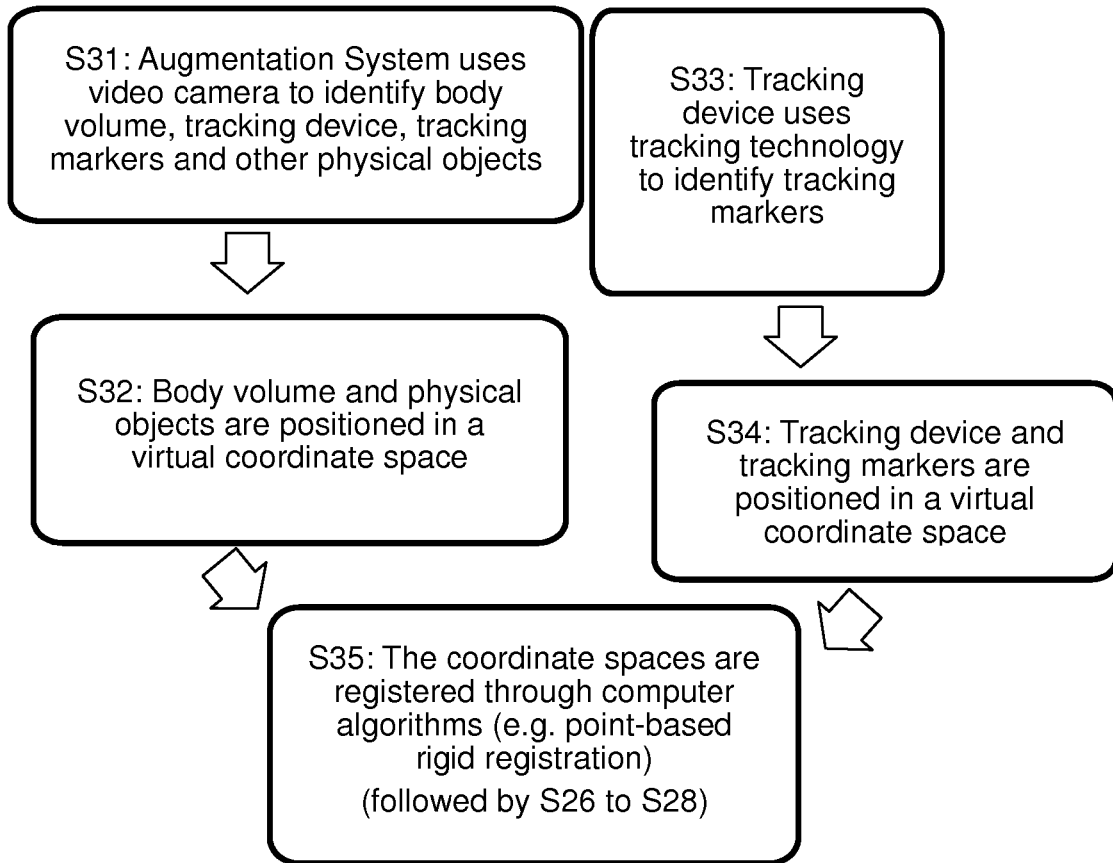 S31: Augmentation System uses
video camera to identify body
volume, tracking device, tracking
markers and other physical objects
S33: Tracking
device uses
tracking technology
to identify tracking
markers
S32: Body volume and physical
objects are positioned in a
virtual coordinate space
S34: Tracking device and
tracking markers are
positioned in a virtual
coordinate space
S35: The coordinate spaces are
registered through computer
algorithms (e.g. point-based
rigid registration)
(followed by S26 to S28)